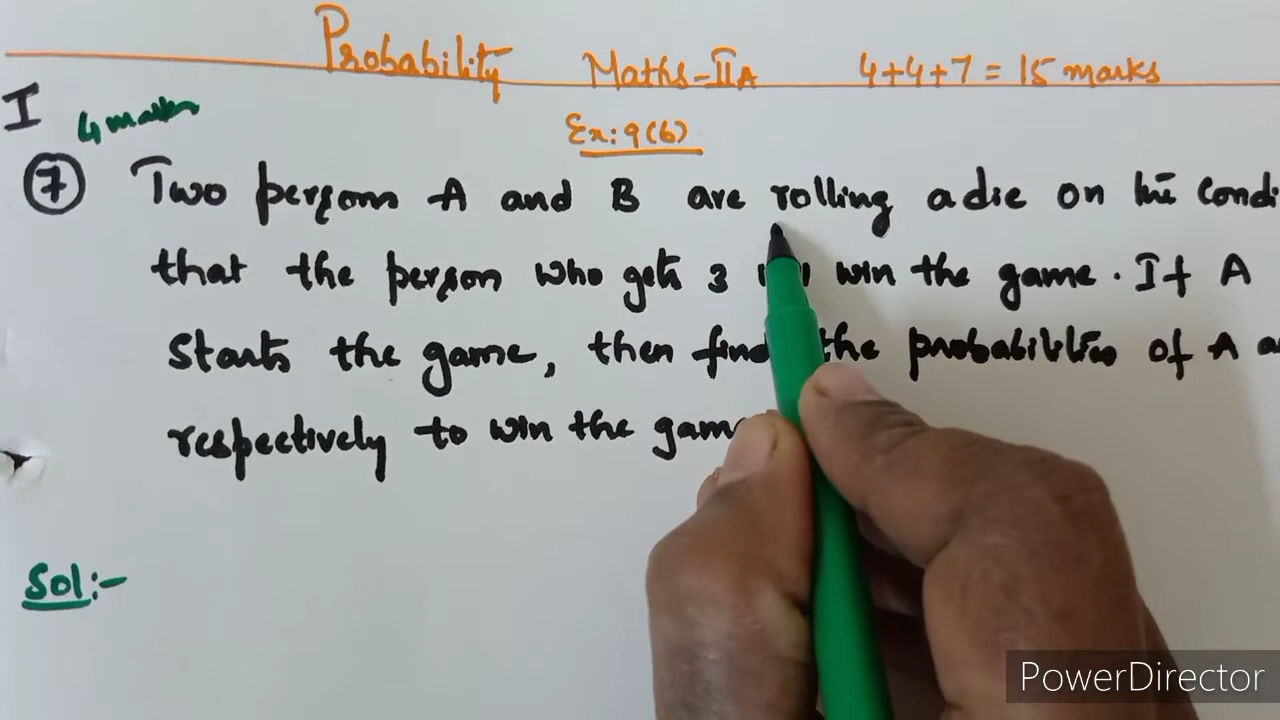 Probability Maths-IIA 4+4+7 = 15 marks
I 4 marks
Ex: 9(b)
7 Two persons A and B are rolling a die on the Condi
that the person who gets 3 win the game. If A
Starts the game, then find the probabilities of A a
respectively to win the gam
Sol:-
PowerDirector